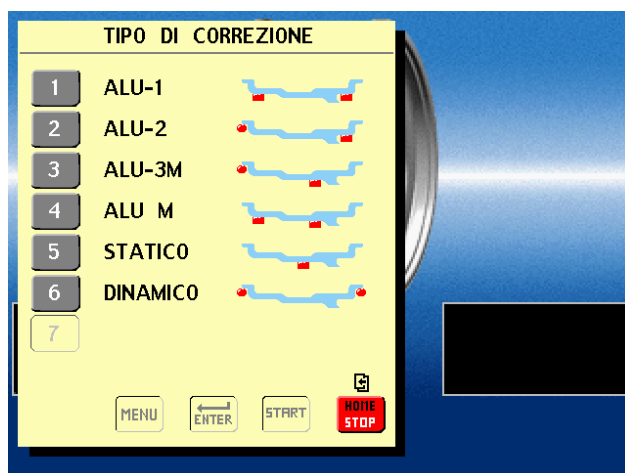 TIPO DI CORREZIONE
1 ALU-1
2 ALU-2
3 ALU-3M
4 ALU M
5 STATICO
6 DINAMICO
7
MENU ENTER START HOME STOP